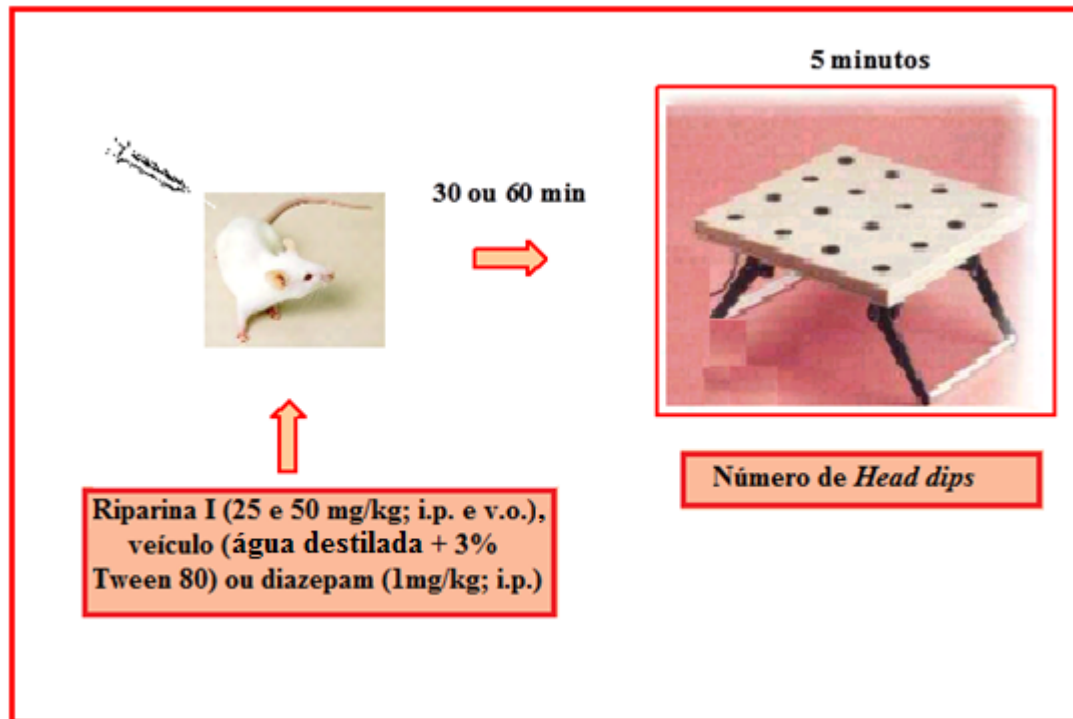 5 minutos
30 ou 60 min
Número de Head dips
Riparina I (25 e 50 mg/kg; i.p. e v.o.),
veículo (água destilada + 3%
Tween 80) ou diazepam (1mg/kg; i.p.)